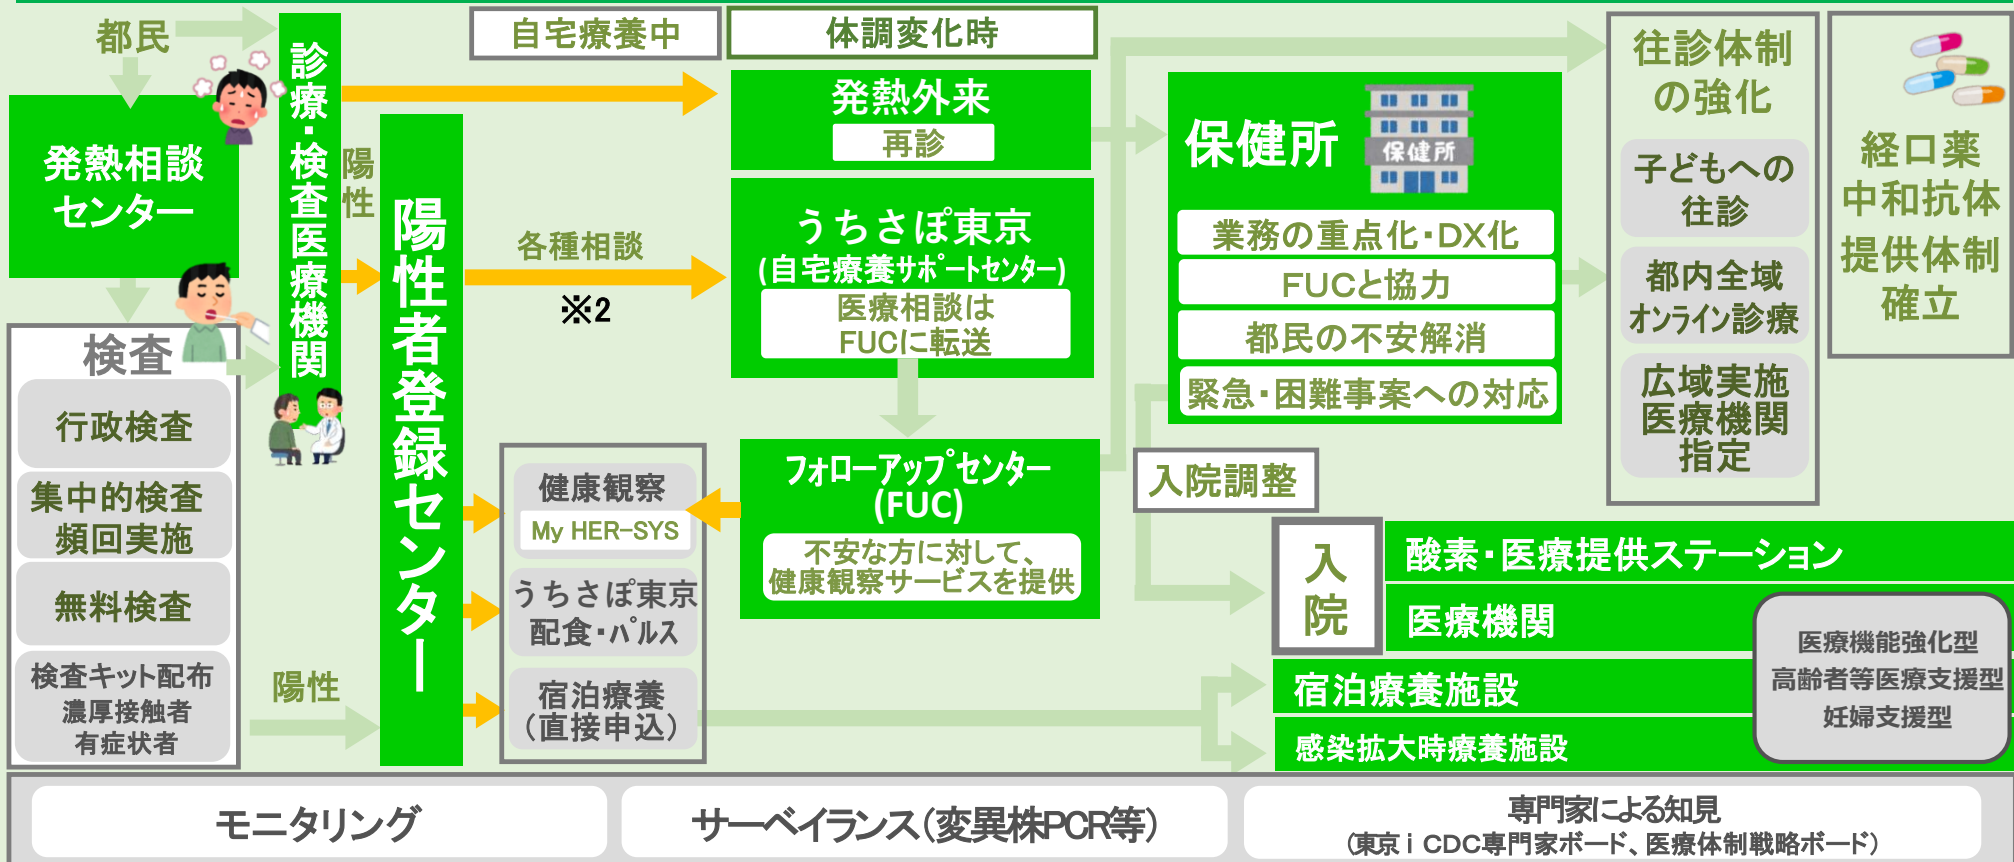 都民
発熱相談
センター
検査
行政検査
集中的検査
頻回実施
無料検査
検査キット配布
濃厚接触者
有症状者
診療・検査医療機関
陽性
陽性
陽性者登録センター
自宅療養中
体調変化時
各種相談
※2
発熱外来
再診
うちさぽ東京
(自宅療養サポートセンター)
医療相談は
FUCに転送
フォローアップセンター
(FUC)
不安な方に対して、
健康観察サービスを提供
健康観察
My HER-SYS
うちさぽ東京
配食・パルス
宿泊療養
(直接申込)
保健所
保健所
業務の重点化・DX化
FUCと協力
都民の不安解消
緊急・困難事案への対応
入院調整
往診体制
の強化
子どもへの
往診
都内全域
オンライン診療
広域実施
医療機関
指定
経口薬
中和抗体
提供体制
確立
入院
酸素・医療提供ステーション
医療機関
宿泊療養施設
感染拡大時療養施設
医療機能強化型
高齢者等医療支援型
妊婦支援型
モニタリング
サーベイランス(変異株PCR等)
専門家による知見
(東京iCDC専門家ボード、医療体制戦略ボード)